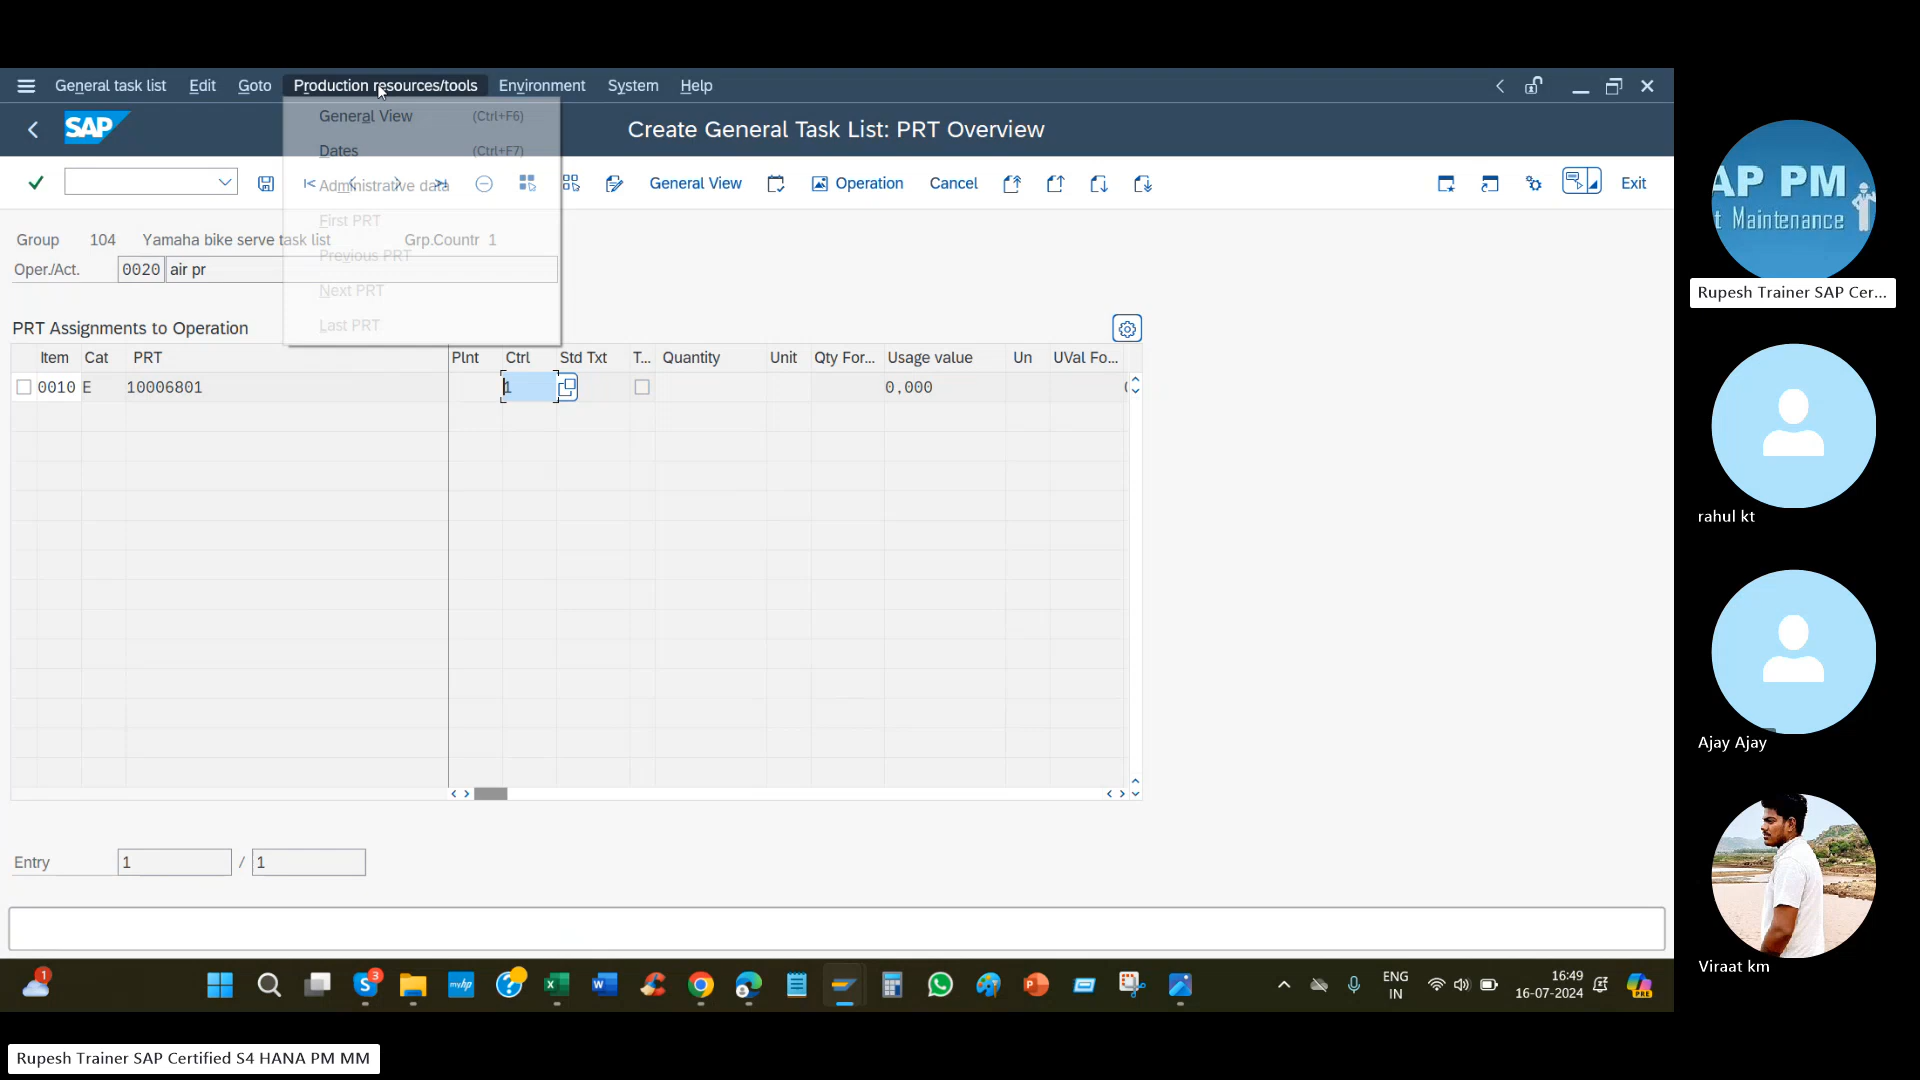 General task list Edit Goto Production resources/tools Environment System Help
SAP
Create General Task List: PRT Overview
General View (Ctrl+F6)
Dates (Ctrl+F7)
Administrative data
First PRT
Previous PRT
Next PRT
Last PRT
General View Operation Cancel Exit
Group 104 Yamaha bike serve task list Grp.Countr 1
Oper./Act. 0020 air pr
PRT Assignments to Operation
Item Cat PRT Plnt Ctrl Std Txt T... Quantity Unit Qty For... Usage value Un UVal Fo...
0010 E 10006801 1 0,000
Entry 1 / 1
1 3 myhp ENG IN 16:49 16-07-2024 PRE
AP PM
t Maintenance
Rupesh Trainer SAP Cer...
rahul kt
Ajay Ajay
Viraat km
Rupesh Trainer SAP Certified S4 HANA PM MM